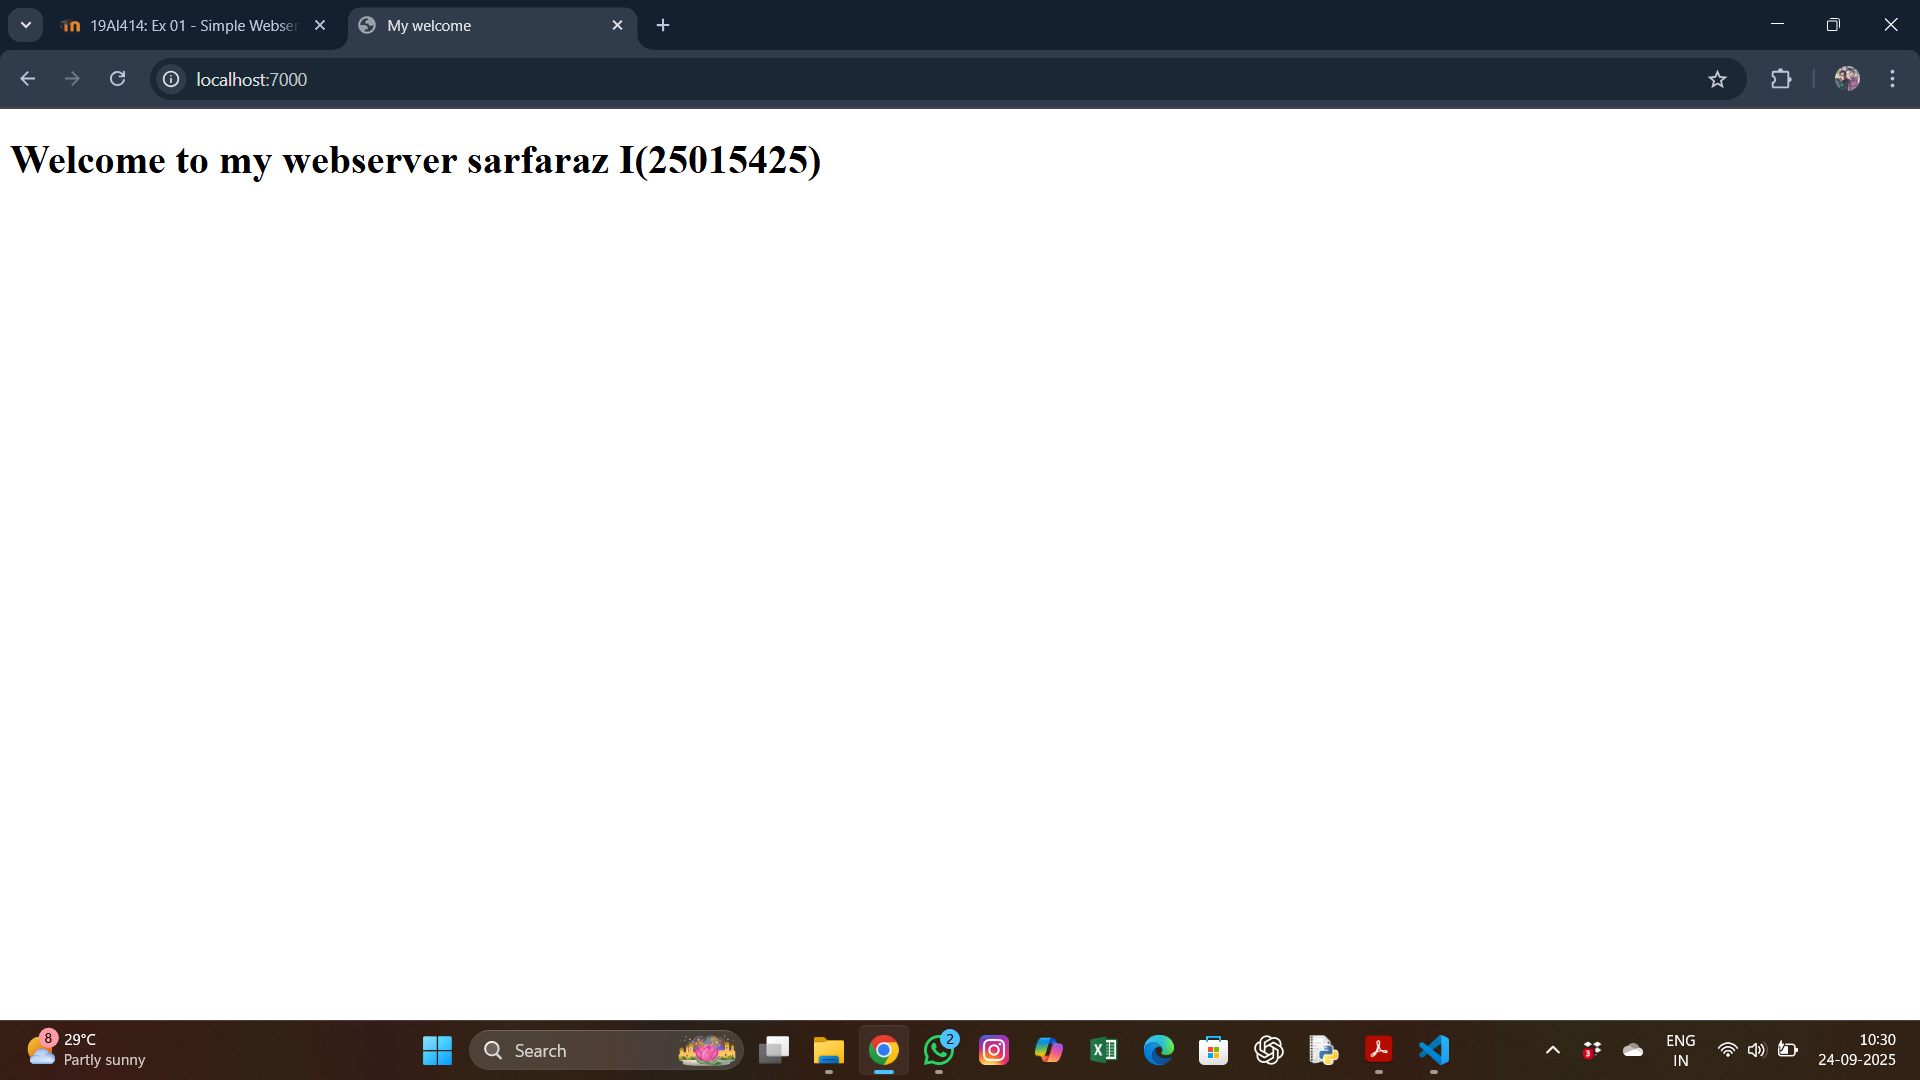 19AI414: Ex 01 - Simple Webser
My welcome
localhost:7000
Welcome to my webserver sarfaraz I(25015425)
8
29°C
Partly sunny
Search
2
3
ENG
IN
10:30
24-09-2025